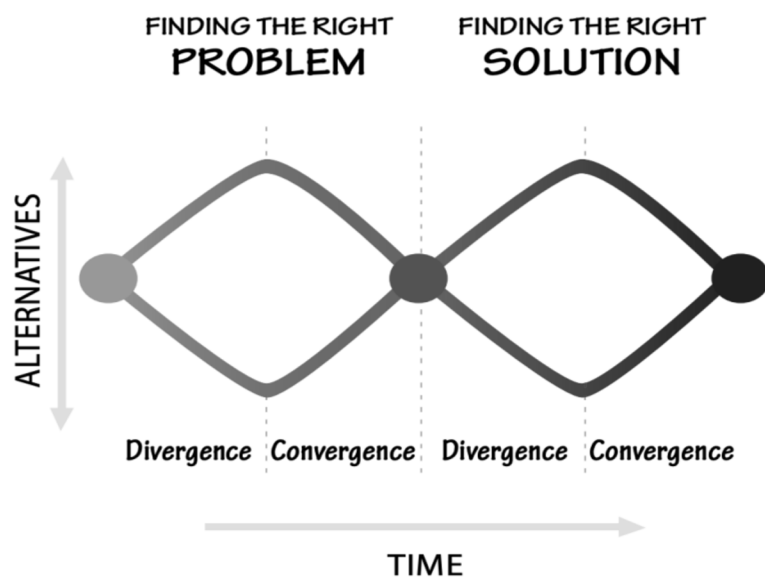 FINDING THE RIGHT
PROBLEM
FINDING THE RIGHT
SOLUTION
ALTERNATIVES
Divergence
Convergence
Divergence
Convergence
TIME